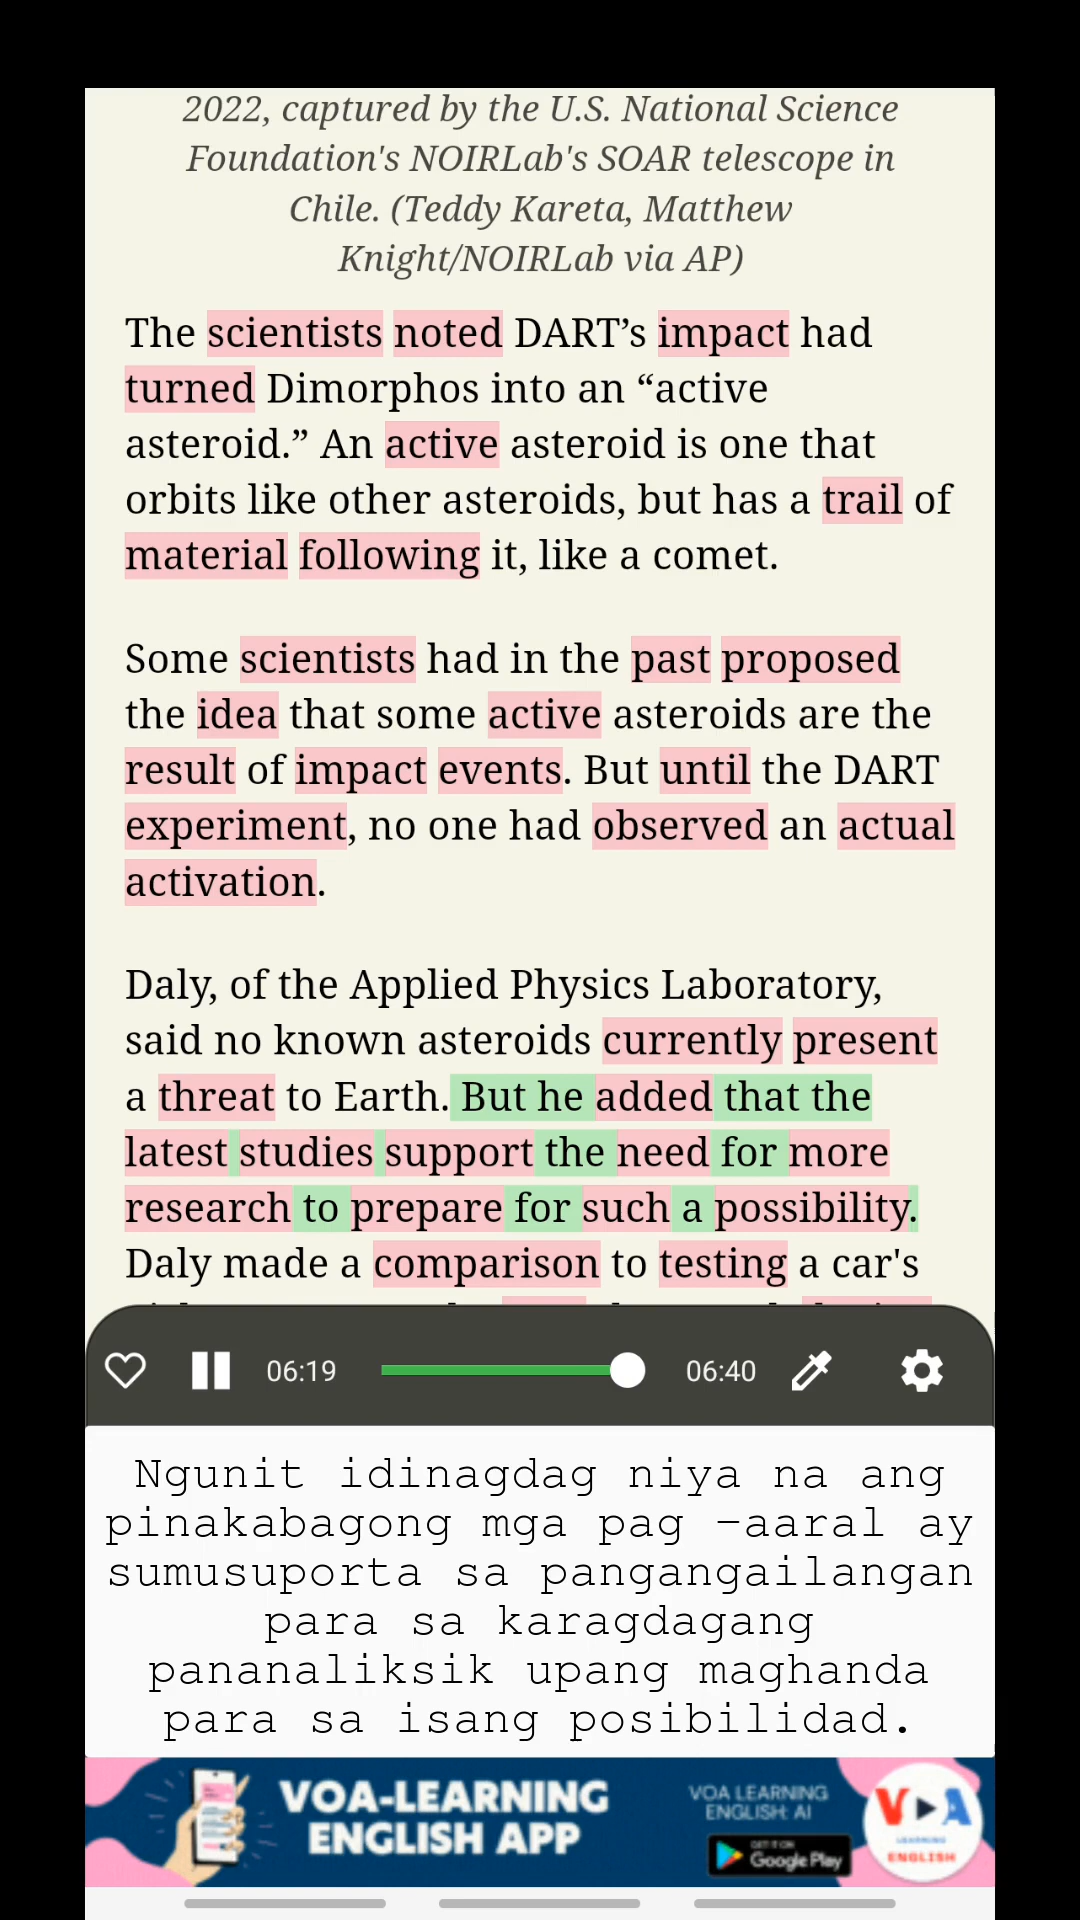 2022, captured by the U.S. National Science
Foundation's NOIRLab's SOAR telescope in
Chile. (Teddy Kareta, Matthew
Knight/NOIRLab via AP)
The scientists noted DART’s impact had
turned Dimorphos into an “active
asteroid.” An active asteroid is one that
orbits like other asteroids, but has a trail of
material following it, like a comet.
Some scientists had in the past proposed
the idea that some active asteroids are the
result of impact events. But until the DART
experiment, no one had observed an actual
activation.
Daly, of the Applied Physics Laboratory,
said no known asteroids currently present
a threat to Earth. But he added that the
latest studies support the need for more
research to prepare for such a possibility.
Daly made a comparison to testing a car's
06:19 06:40
Ngunit idinagdag niya na ang
pinakabagong mga pag -aaral ay
sumusuporta sa pangangailangan
para sa karagdagang
pananaliksik upang maghanda
para sa isang posibilidad.
VOA-LEARNING
ENGLISH APP
VOA LEARNING
ENGLISH: AI
GET IT ON
Google Play
VOA
LEARNING
ENGLISH